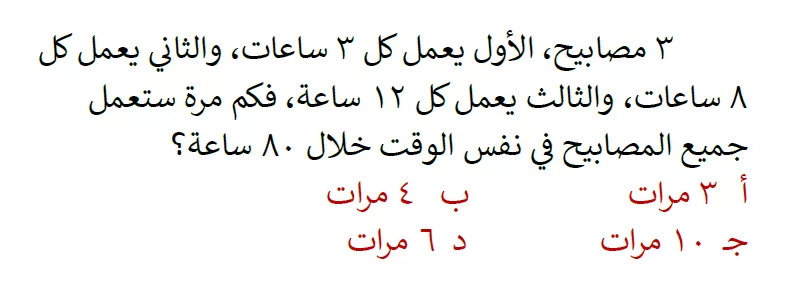 ٣ مصابيح، الأول يعمل كل ٣ ساعات، والثاني يعمل كل
٨ ساعات، والثالث يعمل كل ١٢ ساعة، فكم مرة ستعمل
جميع المصابيح في نفس الوقت خلال ٨٠ ساعة؟
أ ٣ مرات ب ٤ مرات
جـ ١٠ مرات د ٦ مرات